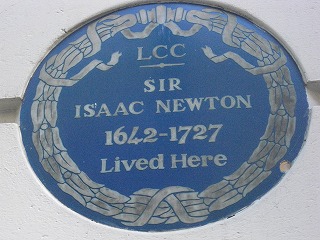 LCC
SIR
ISAAC NEWTON
1642-1727
Lived Here